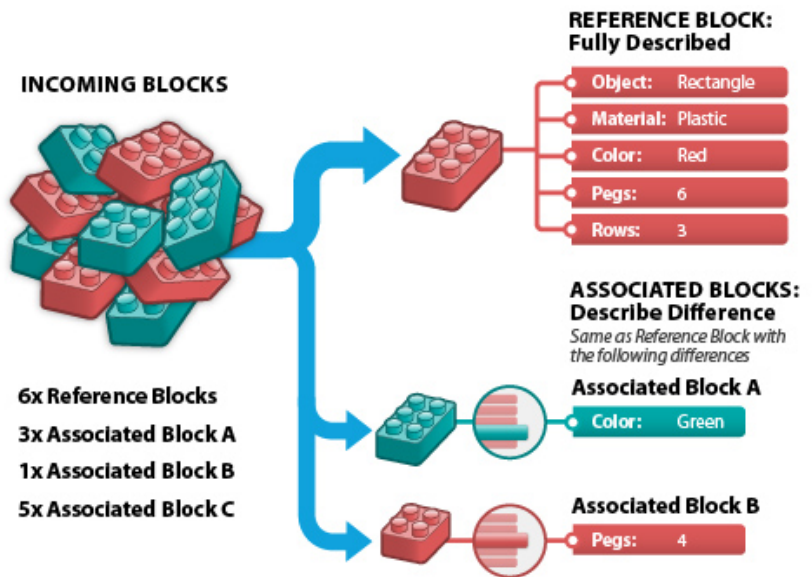 REFERENCE BLOCK:
Fully Described
INCOMING BLOCKS
Object: Rectangle
Material: Plastic
Color: Red
Pegs: 6
Rows: 3
ASSOCIATED BLOCKS:
Describe Difference
Same as Reference Block with
the following differences
6x Reference Blocks
3x Associated Block A
1x Associated Block B
5x Associated Block C
Associated Block A
Color: Green
Associated Block B
Pegs: 4